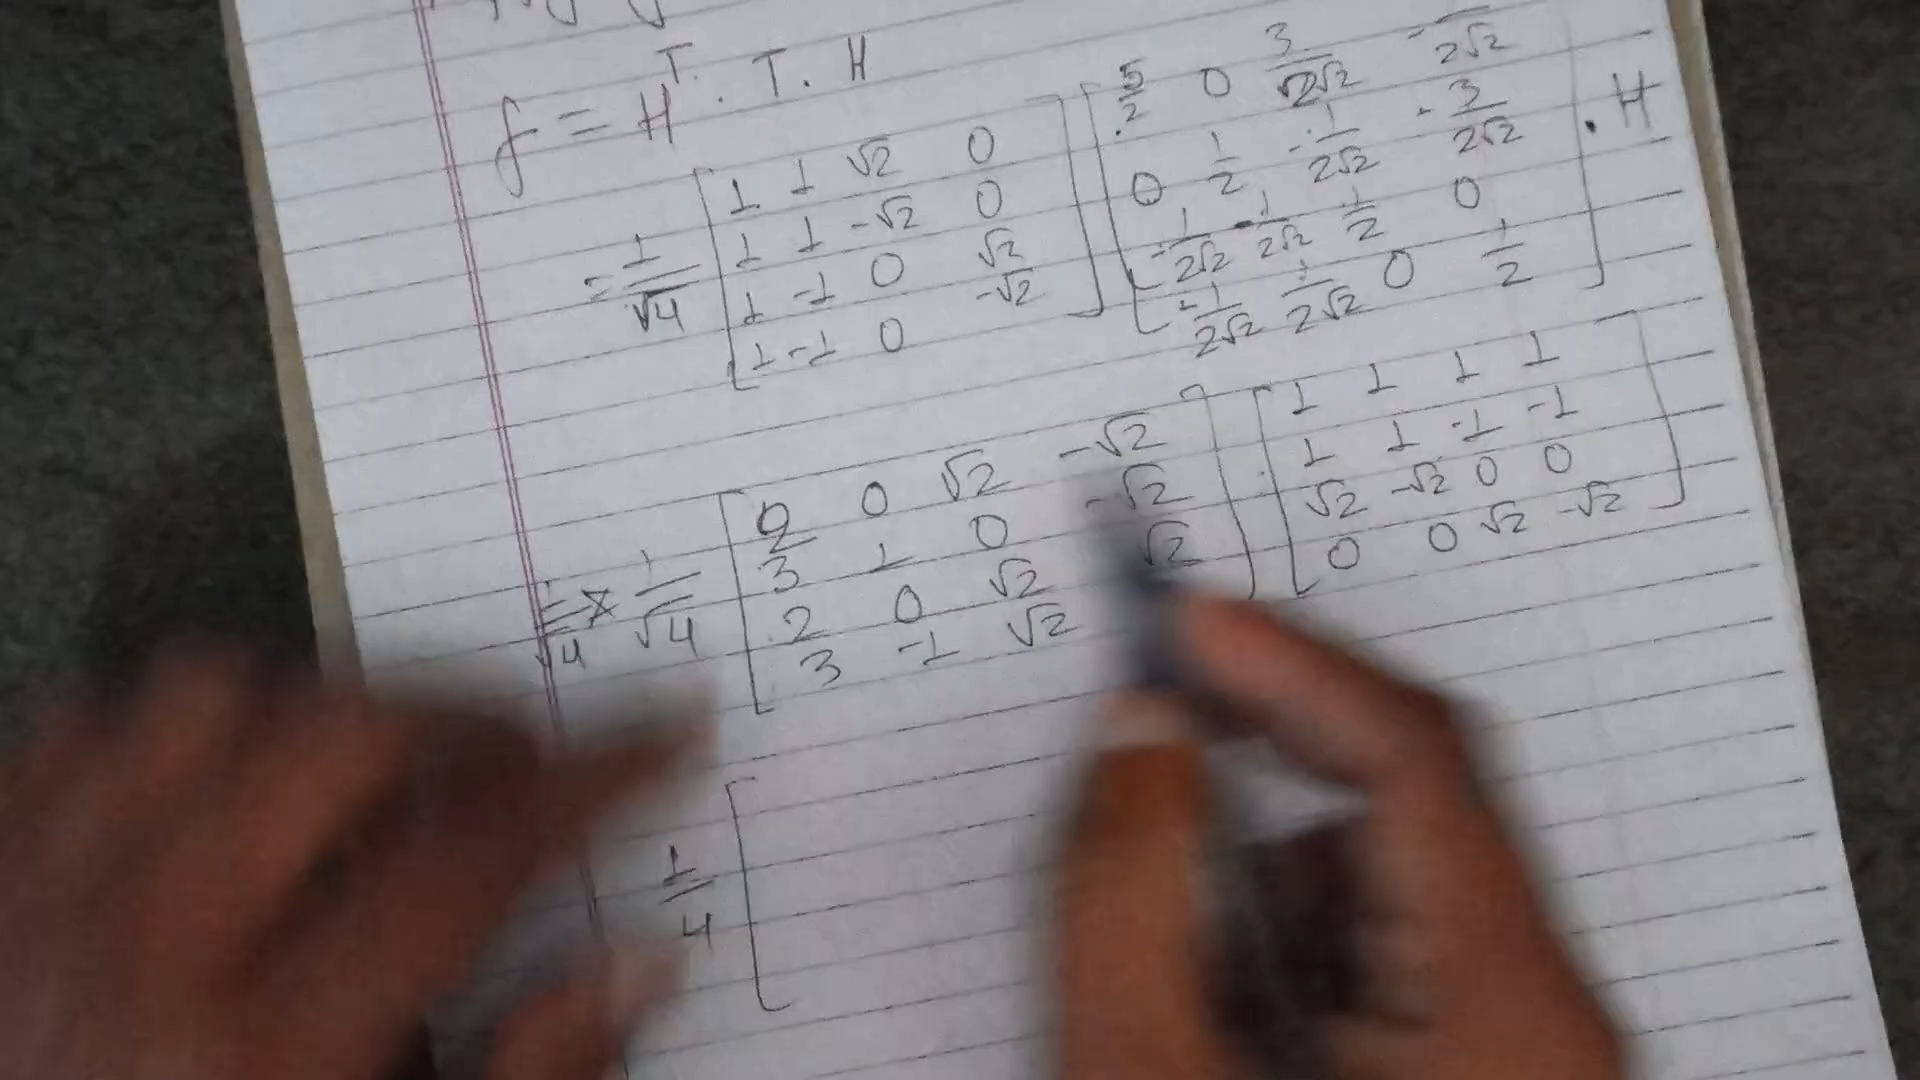 f = H^T . T . H
= 1/√4 [1 1 √2 0; 1 1 -√2 0; 1 -1 0 √2; 1 -1 0 -√2] [5/2 0 3/2√2 -/2√2; 0 1/2 -1/2√2 -3/2√2; -1/2√2 -1/2√2 1/2 0; -1/2√2 1/2√2 0 1/2] . H
1/√4 × 1/√4 [2 0 √2 -√2; 3 1 0 -√2; 2 0 √2 √2; 3 -1 √2] [1 1 1 1; 1 1 -1 -1; √2 -√2 0 0; 0 0 √2 -√2]
1/4 [